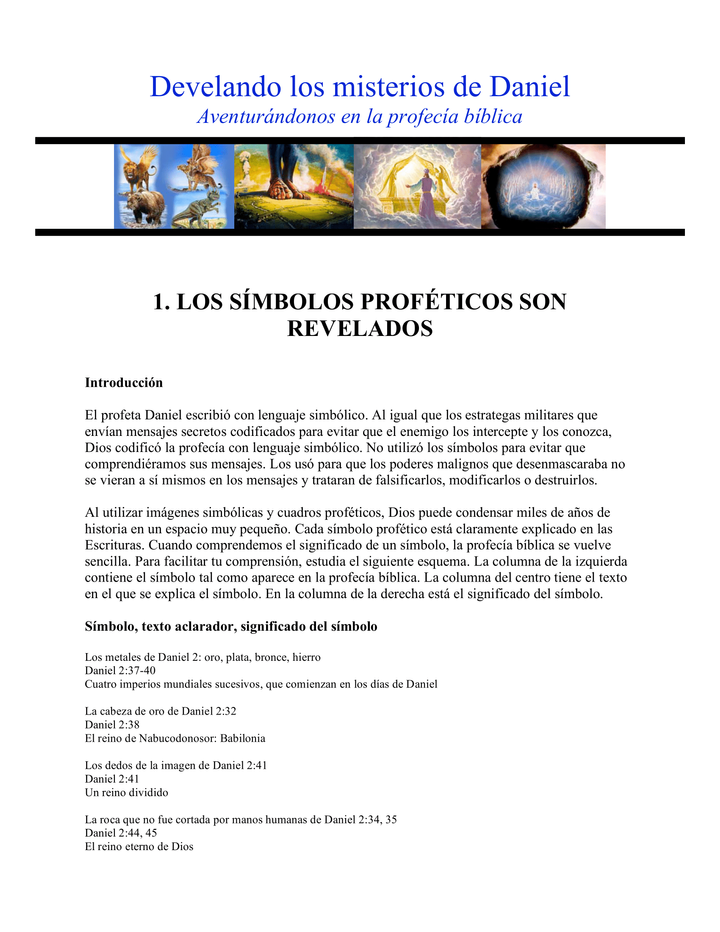 Develando los misterios de Daniel
Aventurándonos en la profecía bíblica
1. LOS SÍMBOLOS PROFÉTICOS SON
REVELADOS
Introducción
El profeta Daniel escribió con lenguaje simbólico. Al igual que los estrategas militares que
envían mensajes secretos codificados para evitar que el enemigo los intercepte y los conozca,
Dios codificó la profecía con lenguaje simbólico. No utilizó los símbolos para evitar que
comprendiéramos sus mensajes. Los usó para que los poderes malignos que desenmascaraba no
se vieran a sí mismos en los mensajes y trataran de falsificarlos, modificarlos o destruirlos.
Al utilizar imágenes simbólicas y cuadros proféticos, Dios puede condensar miles de años de
historia en un espacio muy pequeño. Cada símbolo profético está claramente explicado en las
Escrituras. Cuando comprendemos el significado de un símbolo, la profecía bíblica se vuelve
sencilla. Para facilitar tu comprensión, estudia el siguiente esquema. La columna de la izquierda
contiene el símbolo tal como aparece en la profecía bíblica. La columna del centro tiene el texto
en el que se explica el símbolo. En la columna de la derecha está el significado del símbolo.
Símbolo, texto aclarador, significado del símbolo
Los metales de Daniel 2: oro, plata, bronce, hierro
Daniel 2:37-40
Cuatro imperios mundiales sucesivos, que comienzan en los días de Daniel
La cabeza de oro de Daniel 2:32
Daniel 2:38
El reino de Nabucodonosor: Babilonia
Los dedos de la imagen de Daniel 2:41
Daniel 2:41
Un reino dividido
La roca que no fue cortada por manos humanas de Daniel 2:34, 35
Daniel 2:44, 45
El reino eterno de Dios